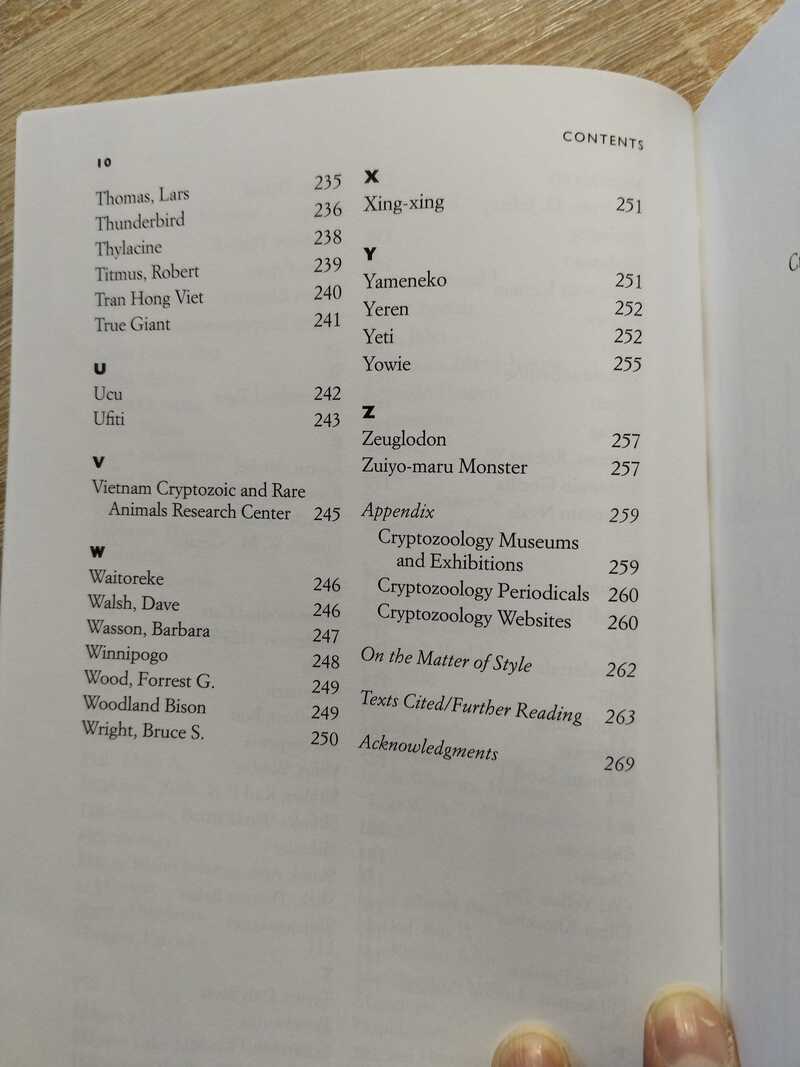 10
CONTENTS
Thomas, Lars 235
Thunderbird 236
Thylacine 238
Titmus, Robert 239
Tran Hong Viet 240
True Giant 241
U
Ucu 242
Ufiti 243
V
Vietnam Cryptozoic and Rare
Animals Research Center 245
W
Waitoreke 246
Walsh, Dave 246
Wasson, Barbara 247
Winnipogo 248
Wood, Forrest G. 249
Woodland Bison 249
Wright, Bruce S. 250
X
Xing-xing 251
Y
Yameneko 251
Yeren 252
Yeti 252
Yowie 255
Z
Zeuglodon 257
Zuiyo-maru Monster 257
Appendix 259
Cryptozoology Museums
and Exhibitions 259
Cryptozoology Periodicals 260
Cryptozoology Websites 260
On the Matter of Style 262
Texts Cited/Further Reading 263
Acknowledgments 269